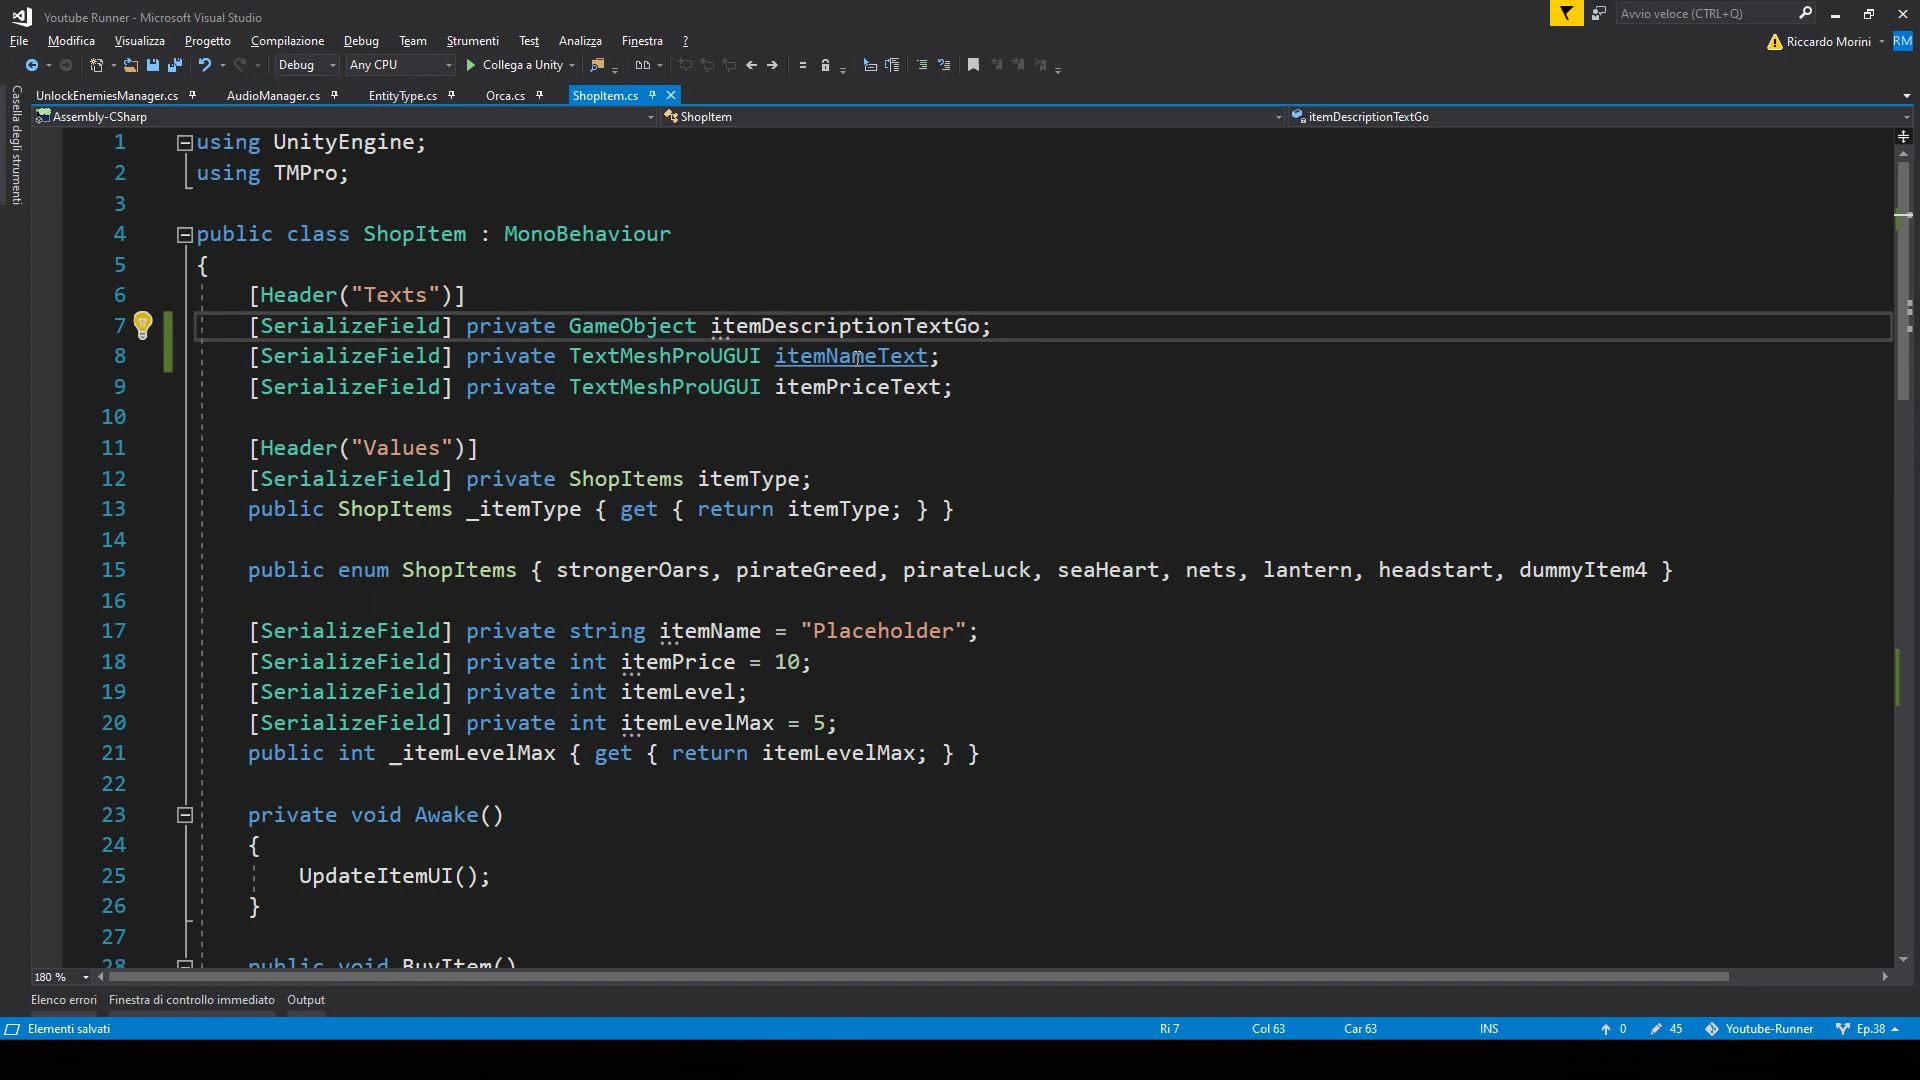 Youtube Runner - Microsoft Visual Studio
Avvio veloce (CTRL+Q)
File Modifica Visualizza Progetto Compilazione Debug Team Strumenti Test Analizza Finestra ?
Riccardo Morini RM
Debug Any CPU Collega a Unity
UnlockEnemiesManager.cs AudioManager.cs EntityType.cs Orca.cs ShopItem.cs
Casella degli strumenti
Assembly-CSharp ShopItem itemDescriptionTextGo
1 using UnityEngine;
2 using TMPro;
3
4 public class ShopItem : MonoBehaviour
5 {
6 [Header("Texts")]
7 [SerializeField] private GameObject itemDescriptionTextGo;
8 [SerializeField] private TextMeshProUGUI itemNameText;
9 [SerializeField] private TextMeshProUGUI itemPriceText;
10
11 [Header("Values")]
12 [SerializeField] private ShopItems itemType;
13 public ShopItems _itemType { get { return itemType; } }
14
15 public enum ShopItems { strongerOars, pirateGreed, pirateLuck, seaHeart, nets, lantern, headstart, dummyItem4 }
16
17 [SerializeField] private string itemName = "Placeholder";
18 [SerializeField] private int itemPrice = 10;
19 [SerializeField] private int itemLevel;
20 [SerializeField] private int itemLevelMax = 5;
21 public int _itemLevelMax { get { return itemLevelMax; } }
22
23 private void Awake()
24 {
25 UpdateItemUI();
26 }
27
28 public void BuyItem()
180 %
Elenco errori Finestra di controllo immediato Output
Elementi salvati Ri 7 Col 63 Car 63 INS 0 45 Youtube-Runner Ep.38